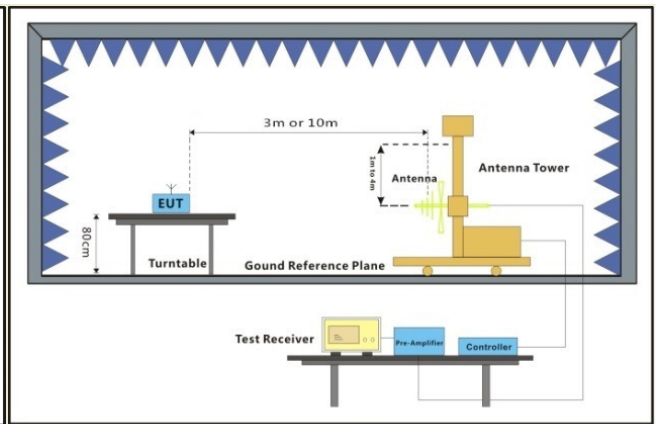 3m or 10m
1m to 4m
Antenna
Antenna Tower
EUT
80cm
Turntable
Gound Reference Plane
Test Receiver
Pre-Amplifier
Controller